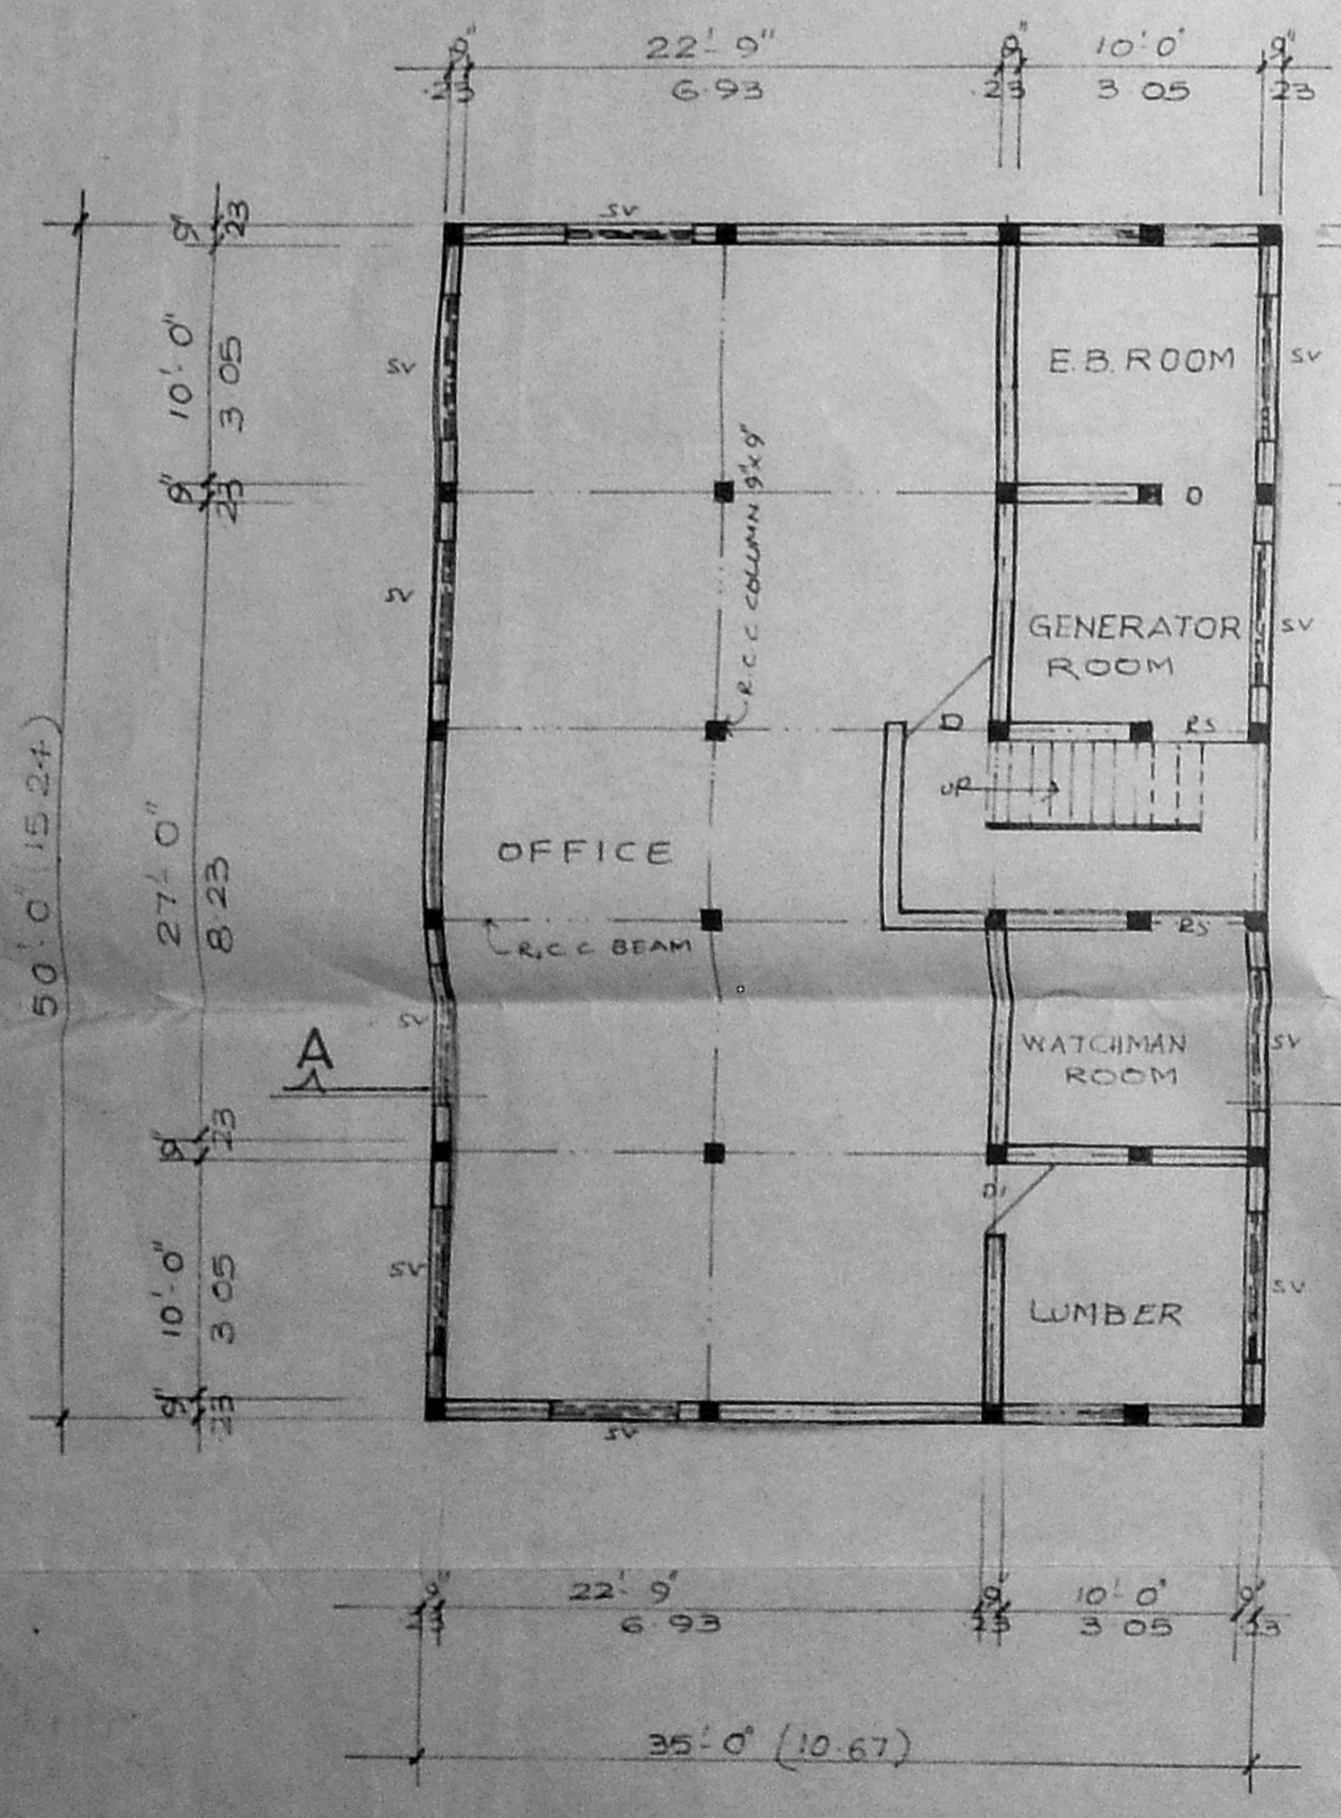 9" 22'-9" 9" 10'-0" 9"
.23 6.93 .23 3.05 .23
SV
9" 23
10'-0" 3.05
SV
E.B. ROOM
SV
9" 23
R.C.C COLUMN 9"x9"
O
SV
GENERATOR
ROOM
SV
D
RS
UP
50'-0" (15.24)
27'-0" 8.23
OFFICE
R.C.C BEAM
RS
SV
A
WATCHMAN
ROOM
SV
9" 23
D1
10'-0" 3.05
SV
LUMBER
SV
9" 23
SV
9" 22'-9" 9" 10'-0" 9"
23 6.93 .23 3.05 .23
35'-0" (10.67)